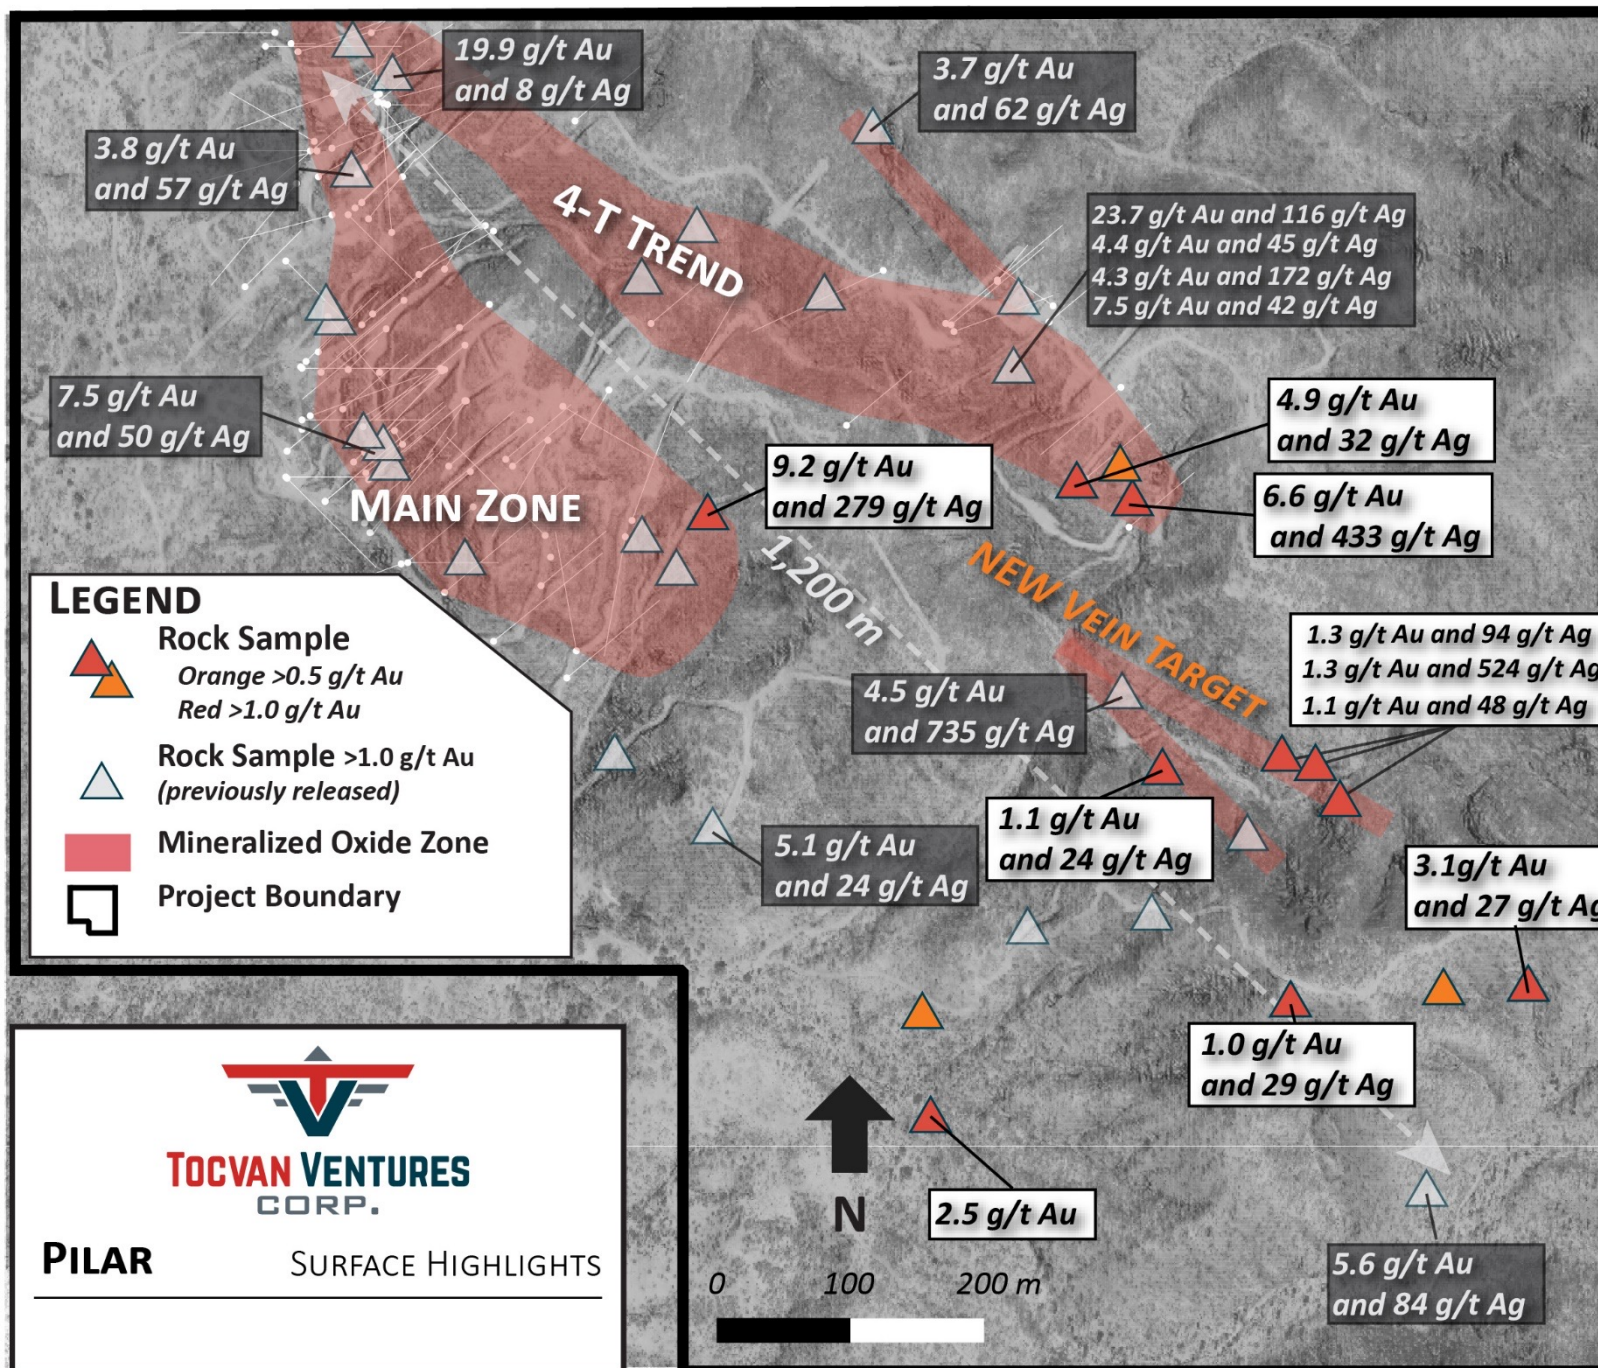 19.9 g/t Au
and 8 g/t Ag
3.7 g/t Au
and 62 g/t Ag
3.8 g/t Au
and 57 g/t Ag
4-T TREND
23.7 g/t Au and 116 g/t Ag
4.4 g/t Au and 45 g/t Ag
4.3 g/t Au and 172 g/t Ag
7.5 g/t Au and 42 g/t Ag
7.5 g/t Au
and 50 g/t Ag
4.9 g/t Au
and 32 g/t Ag
9.2 g/t Au
and 279 g/t Ag
MAIN ZONE
6.6 g/t Au
and 433 g/t Ag
1,200 m
NEW VEIN TARGET
1.3 g/t Au and 94 g/t Ag
1.3 g/t Au and 524 g/t Ag
1.1 g/t Au and 48 g/t Ag
4.5 g/t Au
and 735 g/t Ag
1.1 g/t Au
and 24 g/t Ag
5.1 g/t Au
and 24 g/t Ag
3.1g/t Au
and 27 g/t Ag
1.0 g/t Au
and 29 g/t Ag
2.5 g/t Au
5.6 g/t Au
and 84 g/t Ag
LEGEND
Rock Sample
Orange >0.5 g/t Au
Red >1.0 g/t Au
Rock Sample >1.0 g/t Au
(previously released)
Mineralized Oxide Zone
Project Boundary
TOCVAN VENTURES
CORP.
PILAR SURFACE HIGHLIGHTS
N
0 100 200 m